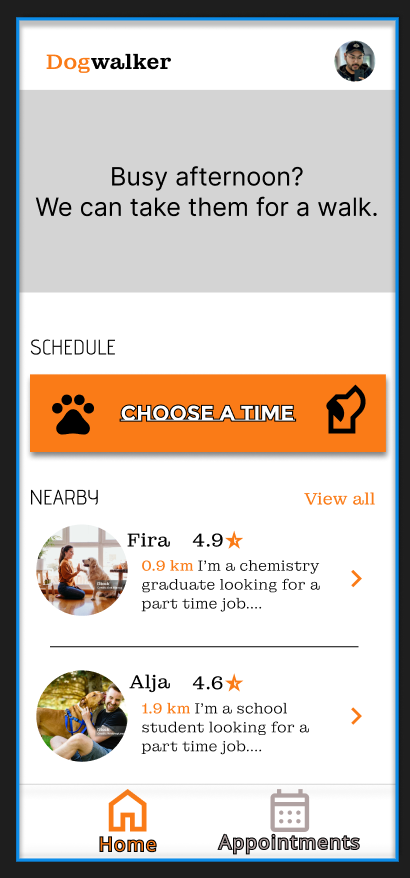 Dogwalker
Busy afternoon?
We can take them for a walk.
SCHEDULE
CHOOSE A TIME
NEARBY
View all
Fira 4.9
0.9 km I'm a chemistry
graduate looking for a
part time job....
Alja 4.6
1.9 km I'm a school
student looking for a
part time job....
Home
Appointments